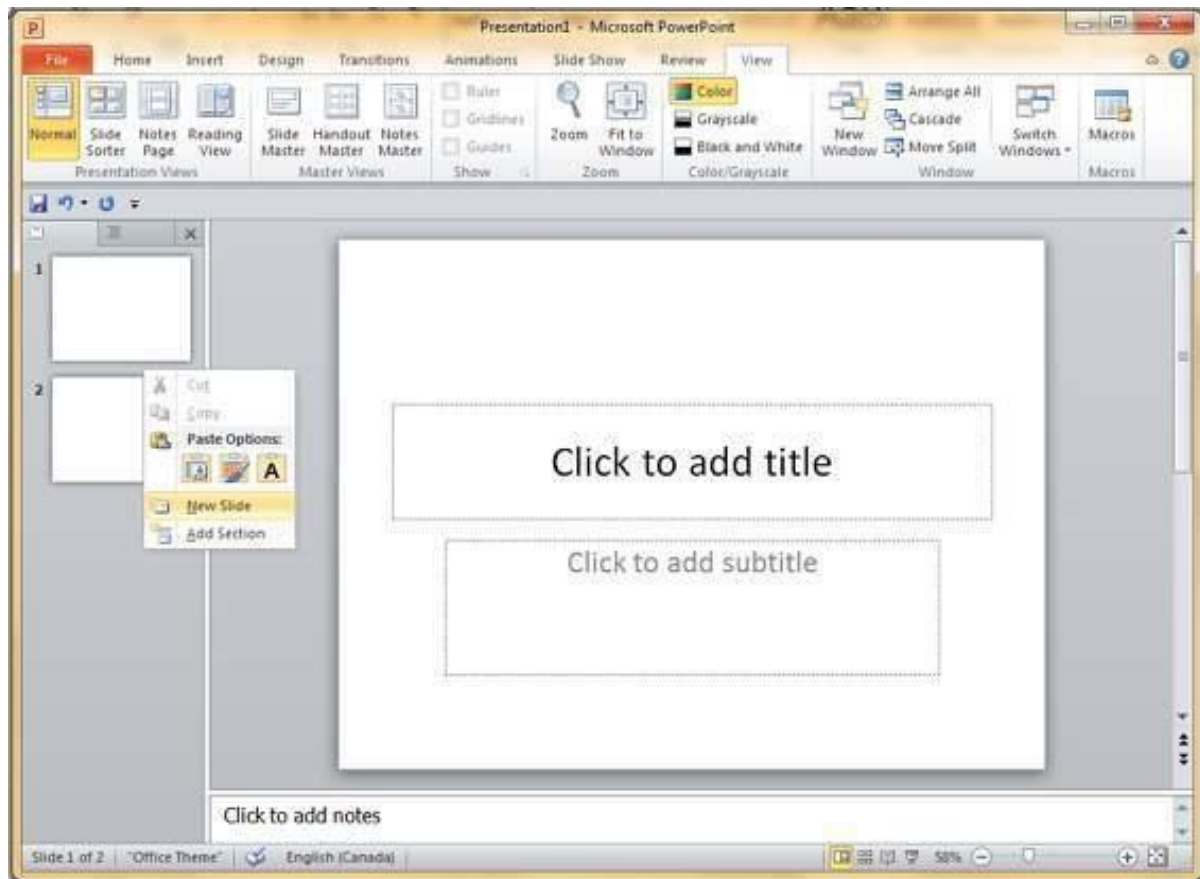 Presentation1 - Microsoft PowerPoint
File Home Insert Design Transitions Animations Slide Show Review View
Normal Slide Sorter Notes Page Reading View
Presentation Views
Slide Master Handout Master Notes Master
Master Views
Ruler
Gridlines
Guides
Show
Zoom Fit to Window
Zoom
Color
Grayscale
Black and White
Color/Grayscale
New Window
Arrange All
Cascade
Move Split
Switch Windows
Window
Macros
Macros
1
2
Cut
Copy
Paste Options:
A
New Slide
Add Section
Click to add title
Click to add subtitle
Click to add notes
Slide 1 of 2 "Office Theme" English (Canada) 58%